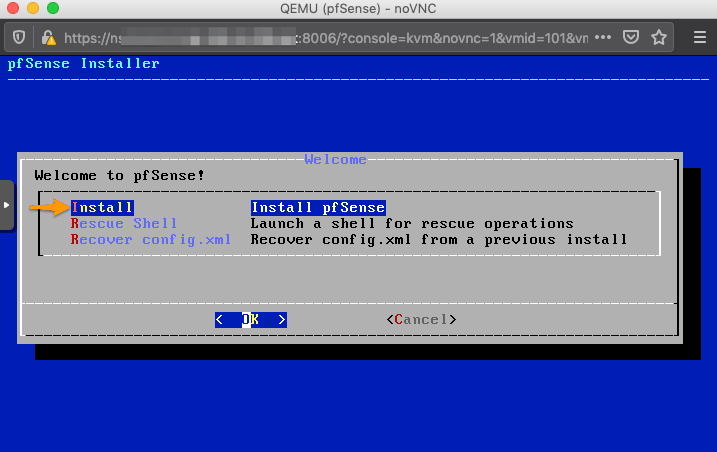 QEMU (pfSense) - noVNC
https://ns :8006/?console=kvm&novnc=1&vmid=101&vm
pfSense Installer
Welcome
Welcome to pfSense!
Install Install pfSense
Rescue Shell Launch a shell for rescue operations
Recover config.xml Recover config.xml from a previous install
< OK > <Cancel>